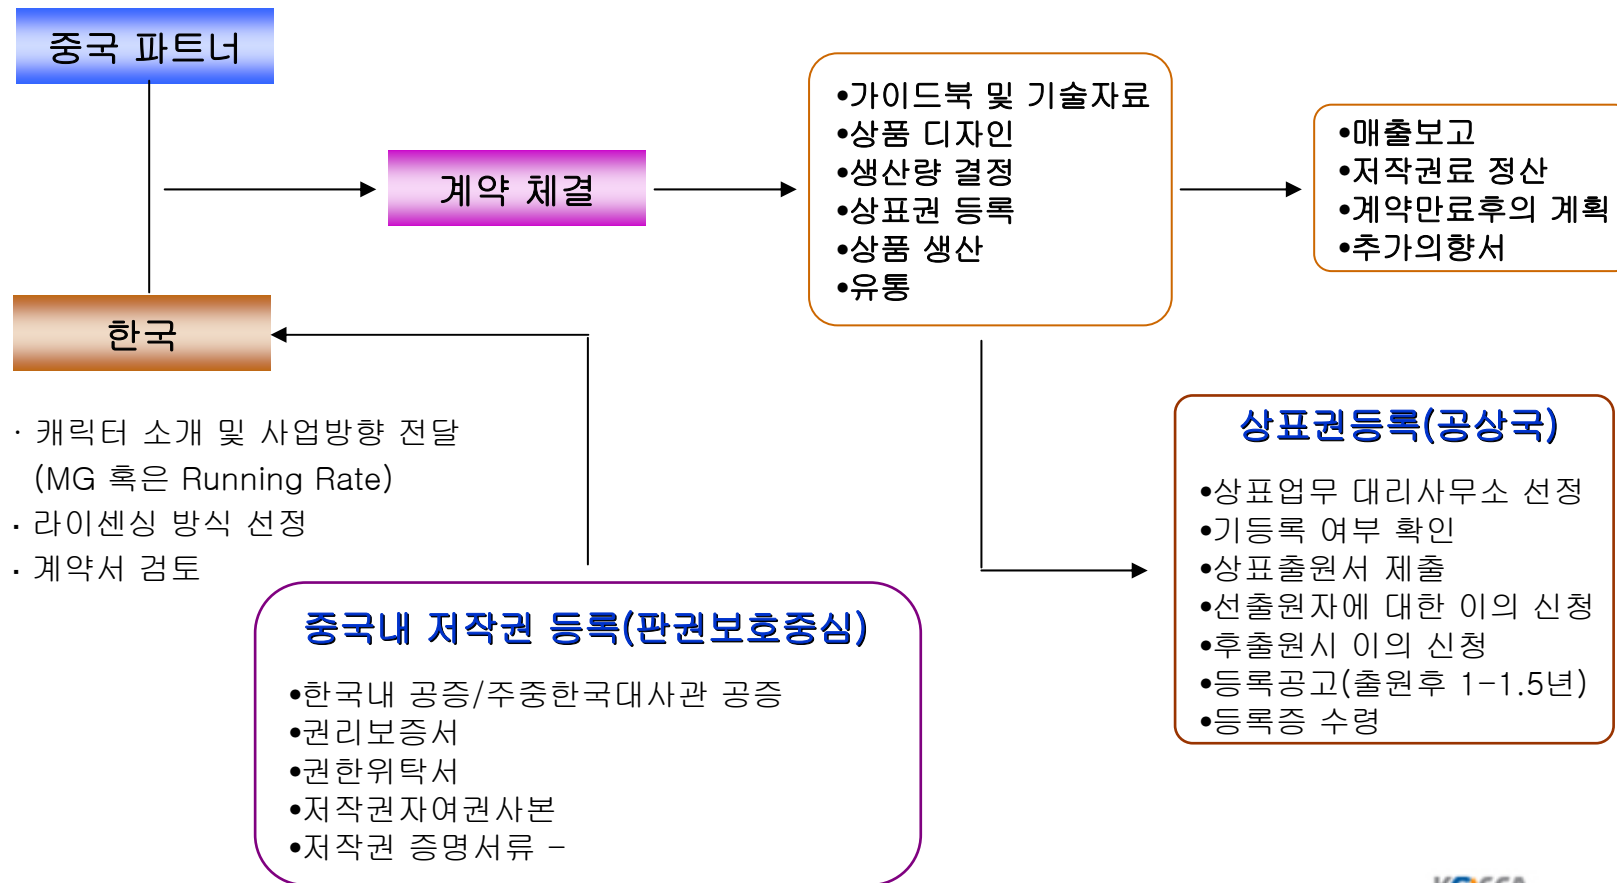 중국 파트너
계약 체결
한국
•가이드북 및 기술자료
•상품 디자인
•생산량 결정
•상표권 등록
•상품 생산
•유통
•매출보고
•저작권료 정산
•계약만료후의 계획
•추가의향서
· 캐릭터 소개 및 사업방향 전달
(MG 혹은 Running Rate)
· 라이센싱 방식 선정
· 계약서 검토
중국내 저작권 등록(판권보호중심)
•한국내 공증/주중한국대사관 공증
•권리보증서
•권한위탁서
•저작권자여권사본
•저작권 증명서류 –
상표권등록(공상국)
•상표업무 대리사무소 선정
•기등록 여부 확인
•상표출원서 제출
•선출원자에 대한 이의 신청
•후출원시 이의 신청
•등록공고(출원후 1-1.5년)
•등록증 수령